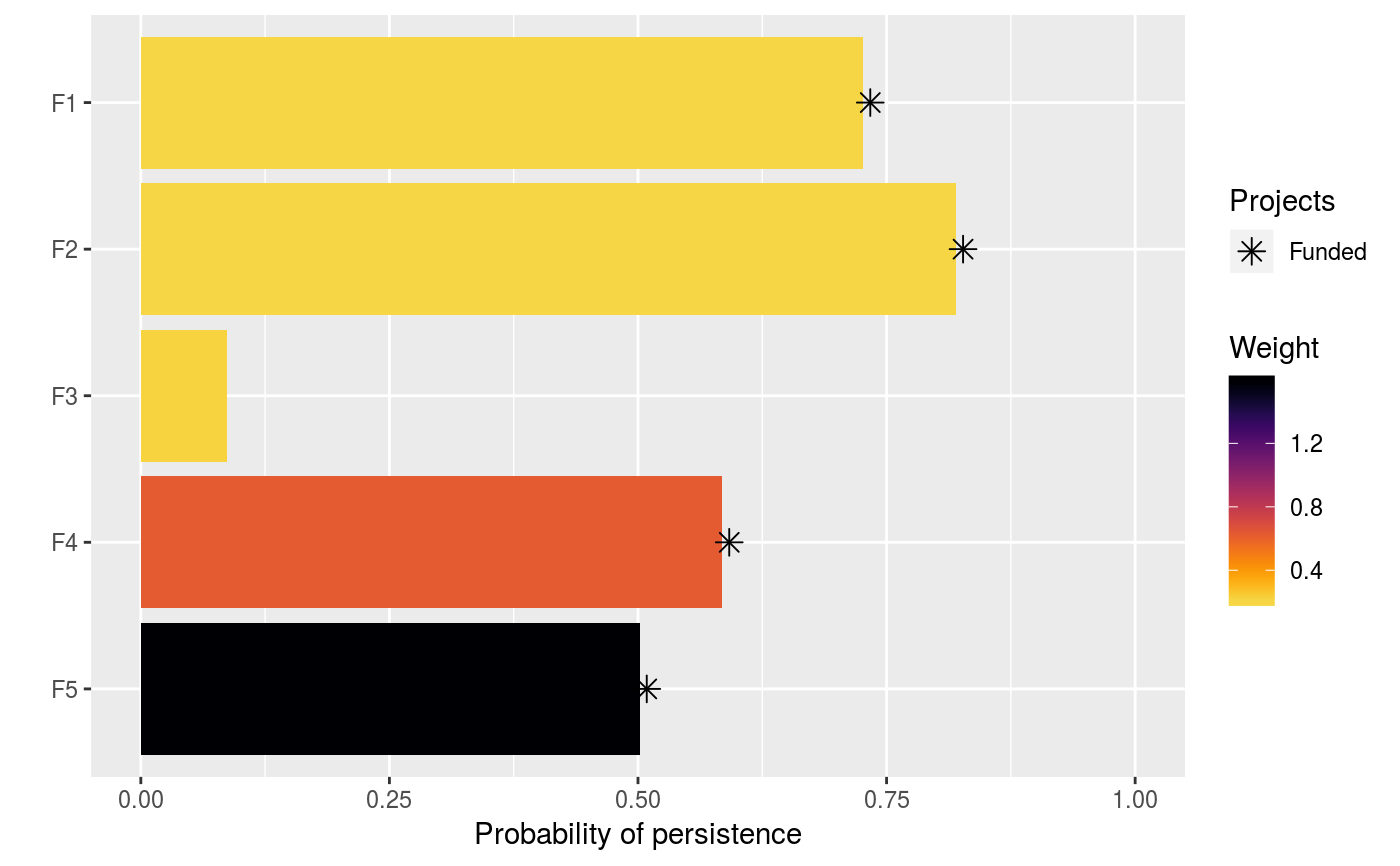 F1
F2
F3
F4
F5
0.00 0.25 0.50 0.75 1.00
Probability of persistence
Projects
Funded
Weight
1.2
0.8
0.4